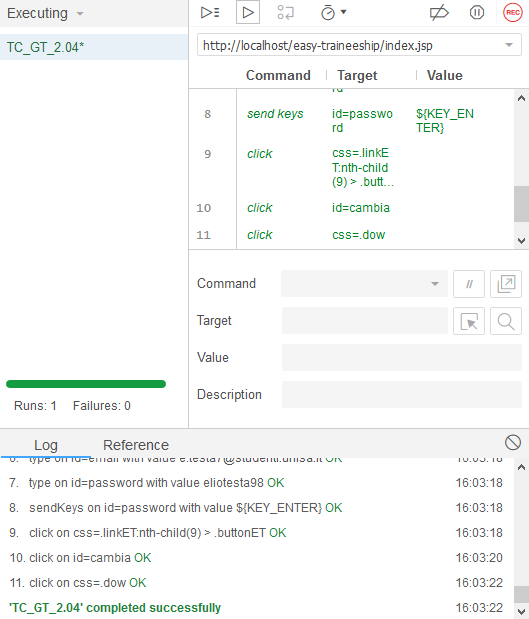 Executing
REC
TC_GT_2.04*
http://localhost/easy-traineeship/index.jsp
Command Target Value
rd
8 send keys id=passwo ${KEY_EN
rd TER}
9 click css=.linkE
T:nth-child
(9) > .butt...
10 click id=cambia
11 click css=.dow
Command //
Target
Value
Description
Runs: 1 Failures: 0
Log Reference
6. type on id=email with value e.testa7@studenti.unisa.it OK 16:03:18
7. type on id=password with value eliotesta98 OK 16:03:18
8. sendKeys on id=password with value ${KEY_ENTER} OK 16:03:18
9. click on css=.linkET:nth-child(9) > .buttonET OK 16:03:18
10. click on id=cambia OK 16:03:20
11. click on css=.dow OK 16:03:22
'TC_GT_2.04' completed successfully 16:03:22